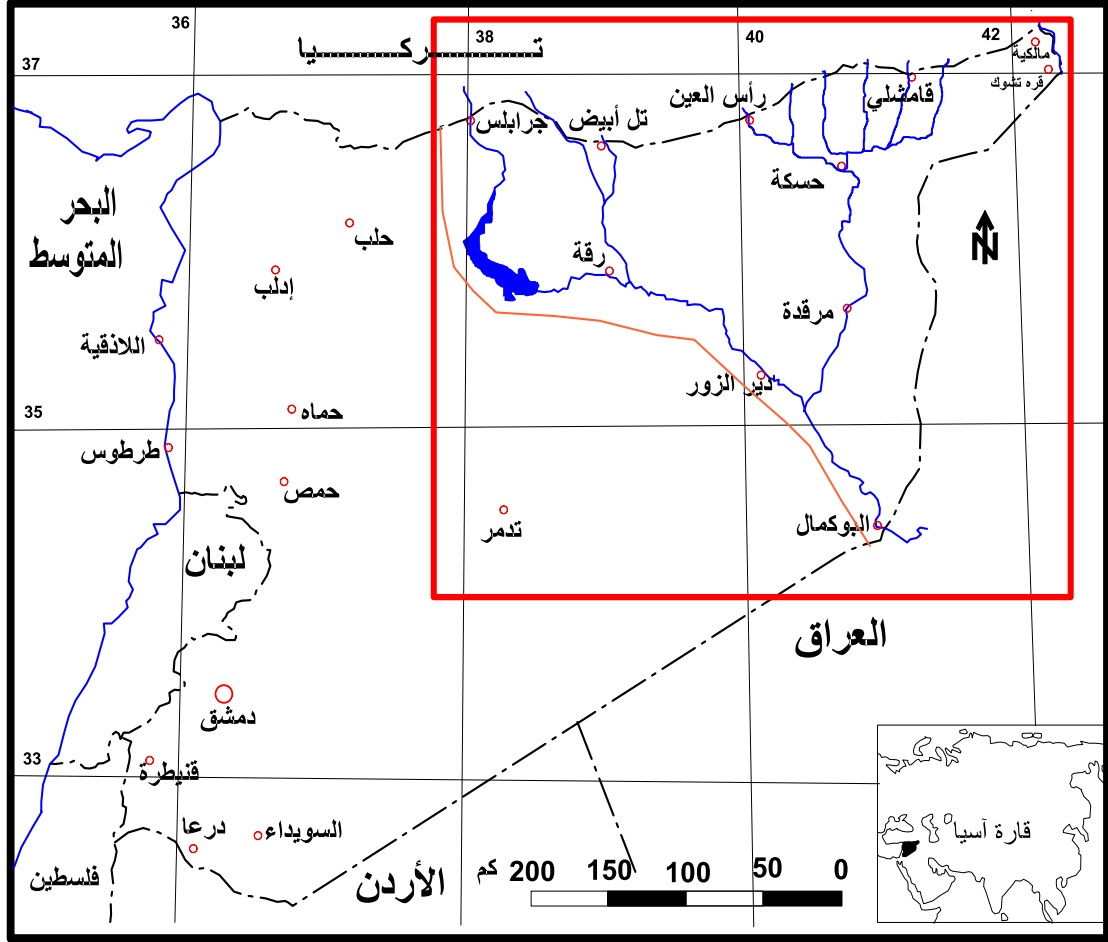 36
38
40
42
تـــــــــركـــــــــيا
مالكية
قره تشوك
37
قامشلي
رأس العين
تل أبيض
جرابلس
حسكة
البحر
المتوسط
حلب
رقة
إدلب
مرقدة
اللاذقية
دير الزور
حماه
35
طرطوس
حمص
تدمر
البوكمال
لبنان
العراق
دمشق
33
قنيطرة
درعا
السويداء
قارة آسيا
فلسطين
الأردن
كم 200 150 100 50 0
N